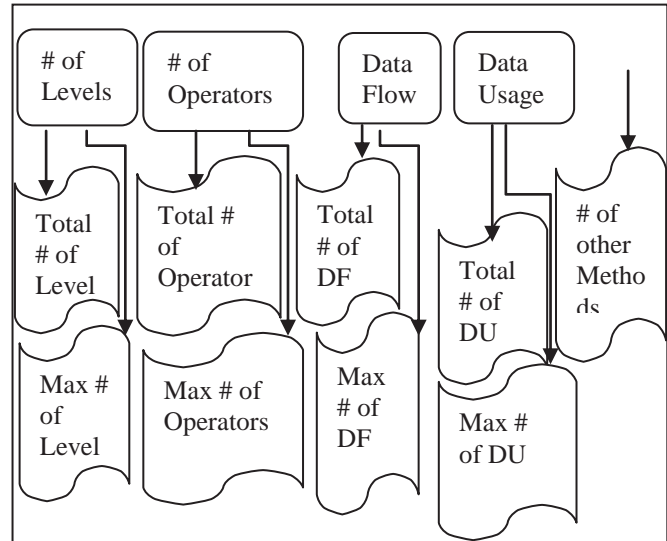 # of
Levels
# of
Operators
Data
Flow
Data
Usage
Total
# of
Level
Total #
of
Operator
Total
# of
DF
Total
# of
DU
# of
other
Metho
ds
Max #
of
Level
Max # of
Operators
Max
# of
DF
Max #
of DU